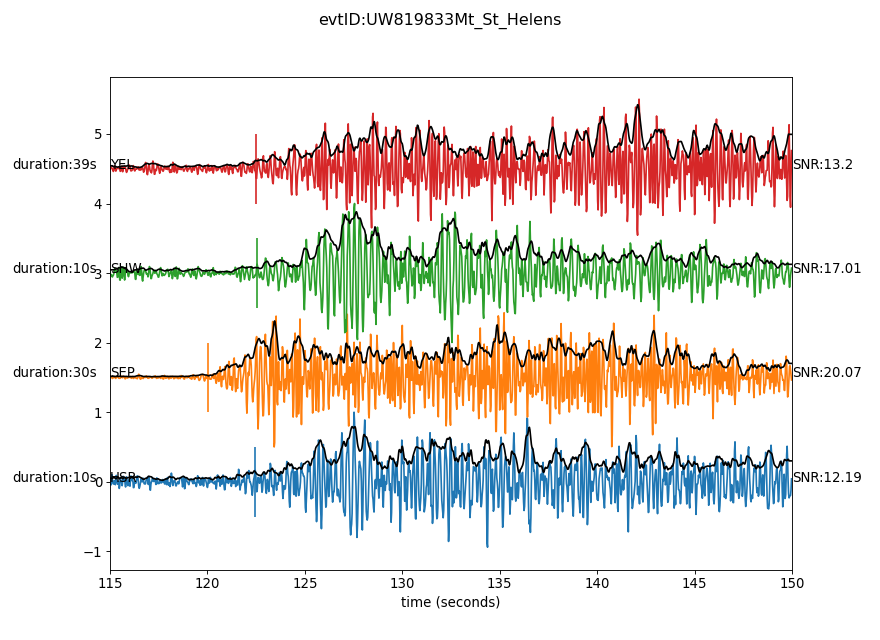 evtID:UW819833Mt_St_Helens
5
duration:39s YEL SNR:13.2
4
duration:10s SHW SNR:17.01
3
2
duration:30s SEP SNR:20.07
1
duration:10s HSR SNR:12.19
0
−1
115 120 125 130 135 140 145 150
time (seconds)